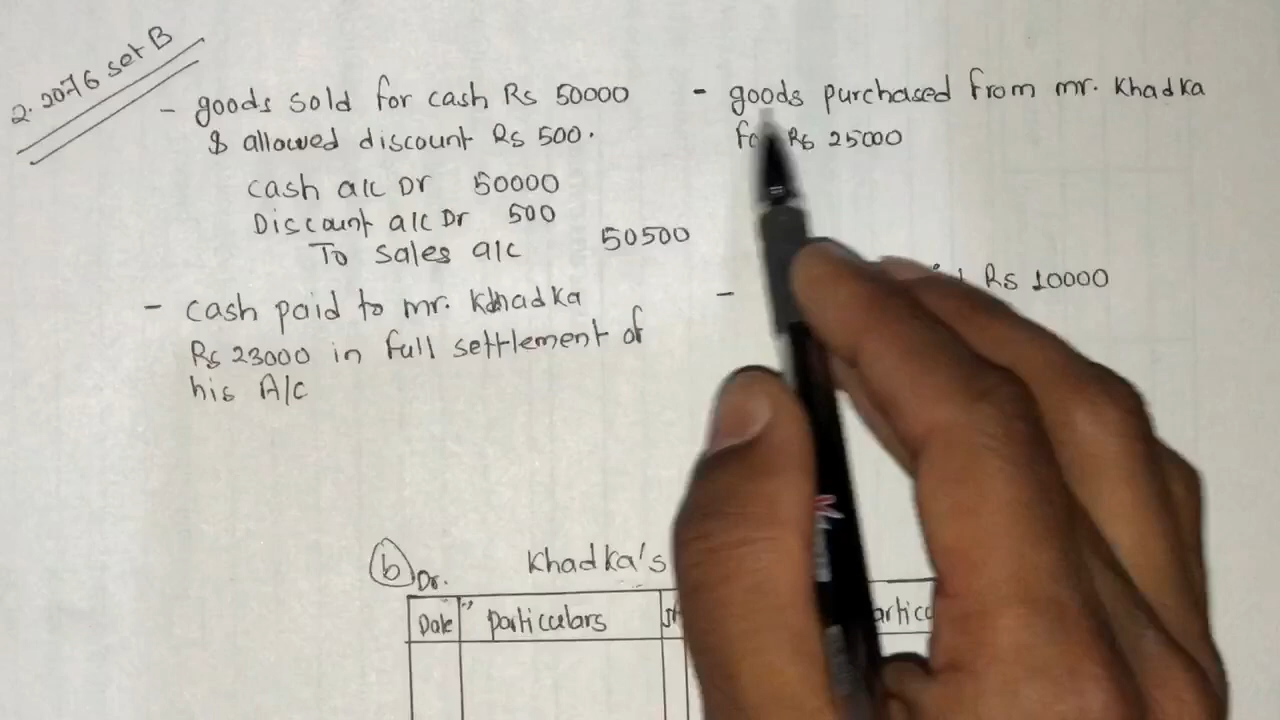 2. 2076 set B
- goods sold for cash Rs 50000
& allowed discount Rs 500.
cash a/c Dr 50000
Discount a/c Dr 500
To sales a/c 50500
- cash paid to mr. Khadka
Rs 23000 in full settlement of
his A/C
- goods purchased from mr. Khadka
Rs 25000
- Rs 10000
(b) Dr. Khadka's
Date particulars